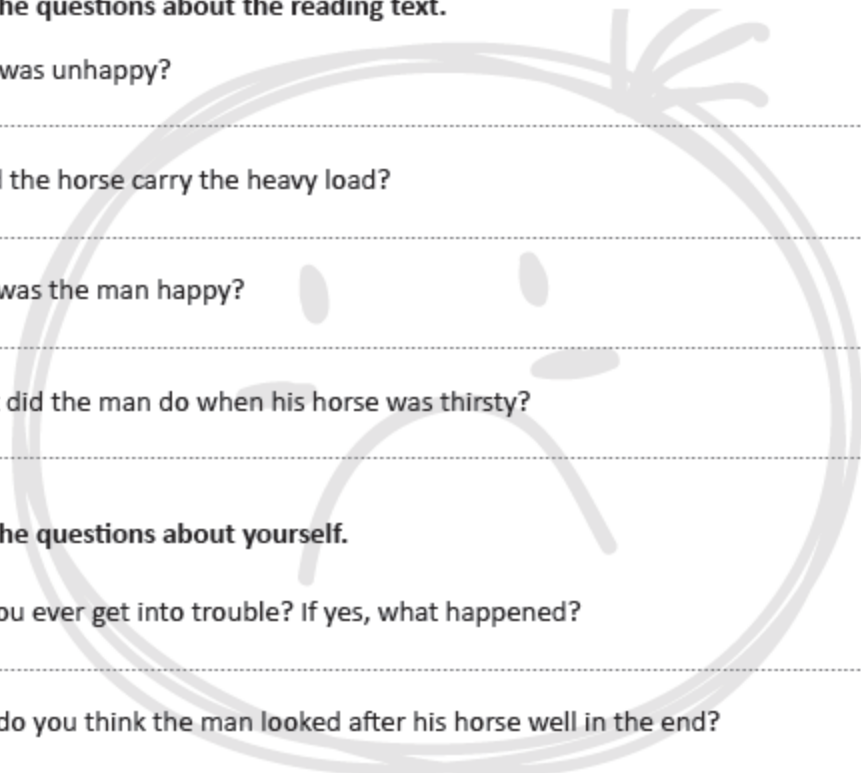 he questions about the reading text.
was unhappy?
the horse carry the heavy load?
was the man happy?
did the man do when his horse was thirsty?
he questions about yourself.
ou ever get into trouble? If yes, what happened?
do you think the man looked after his horse well in the end?